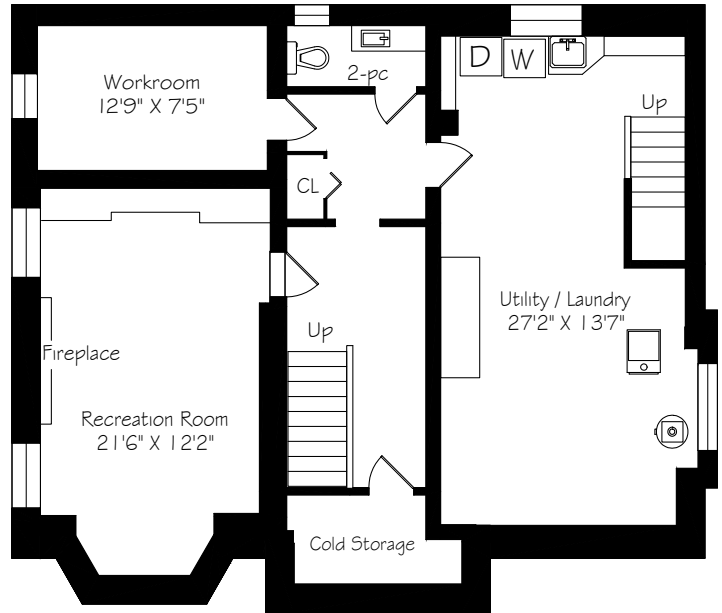 Workroom
12'9" X 7'5"
2-pc
D
W
Up
CL
Utility / Laundry
27'2" X 13'7"
Up
Fireplace
Recreation Room
21'6" X 12'2"
Cold Storage